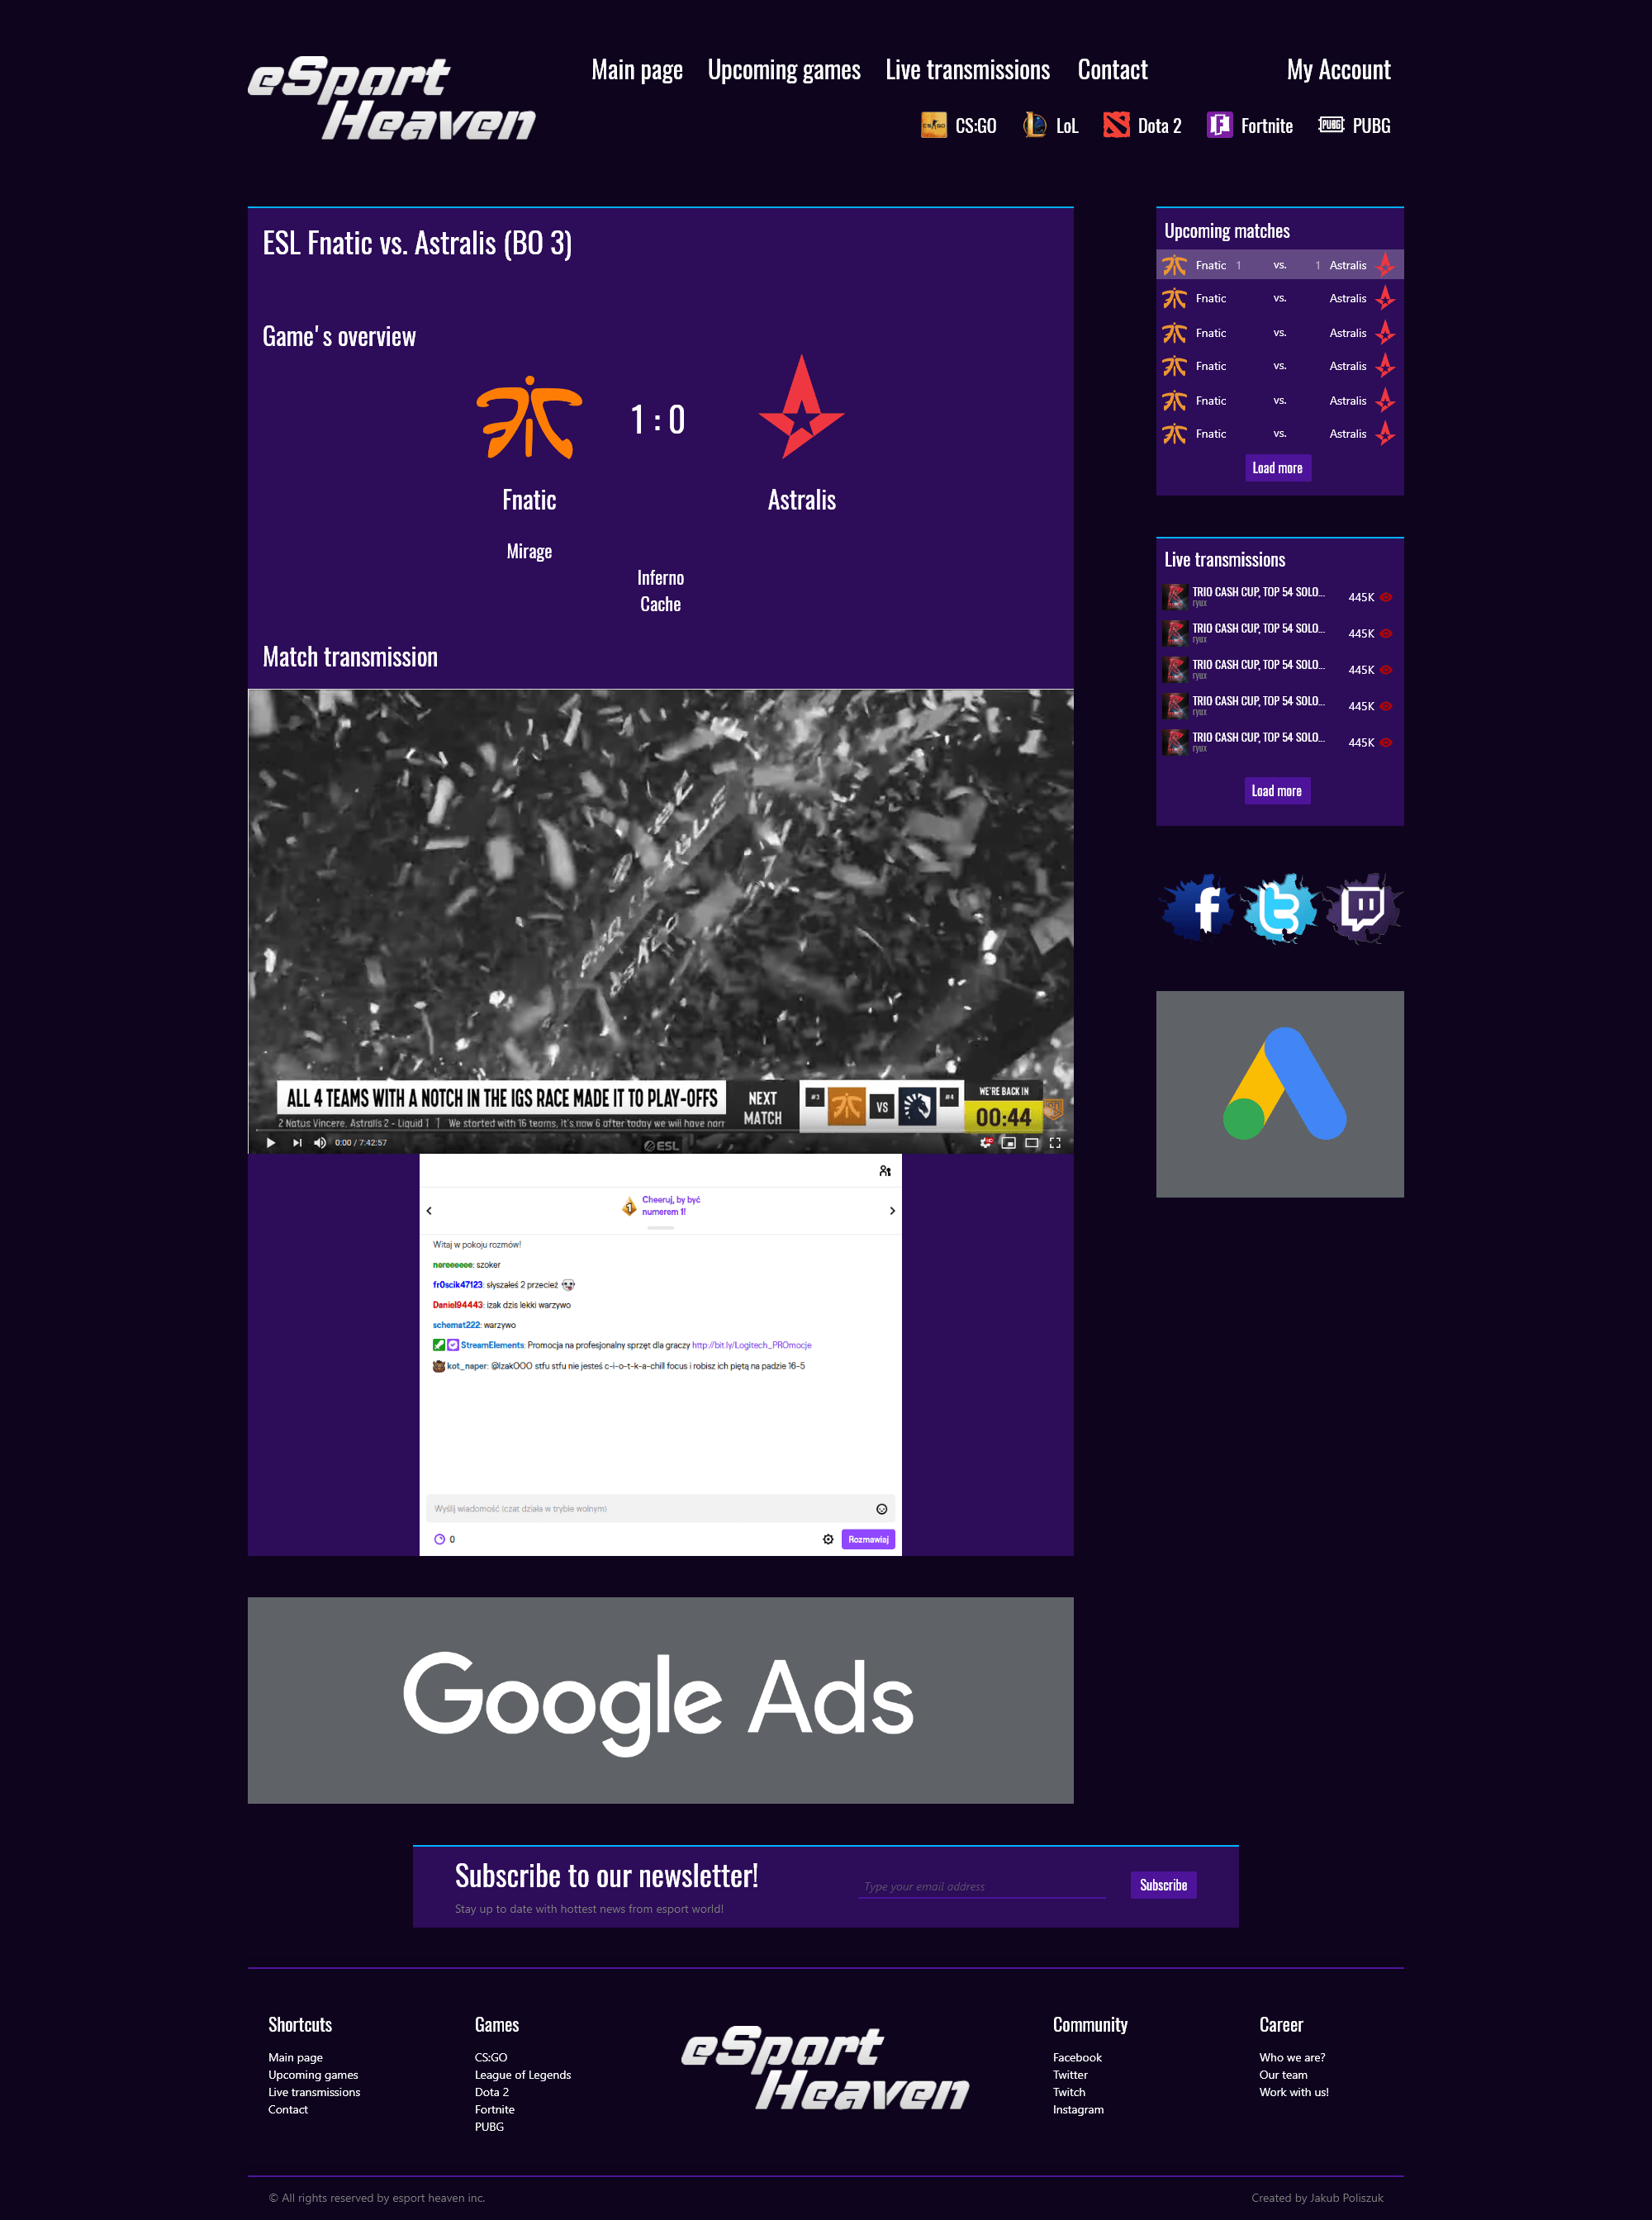 eSport
Heaven
Main page Upcoming games Live transmissions Contact My Account
CS:GO LoL Dota 2 Fortnite PUBG
ESL Fnatic vs. Astralis (BO 3)
Game's overview
1 : 0
Fnatic Astralis
Mirage
Inferno
Cache
Match transmission
ALL 4 TEAMS WITH A NOTCH IN THE IGS RACE MADE IT TO PLAY-OFFS
NEXT
MATCH
#3 VS #4
WE'RE BACK IN
00:44
2 Natus Vincere, Astralis 2 - Liquid 1 | We started with 16 teams, it's now 6 after today we will have narr
0:00 / 7:42:57
ESL
Cheeruj, by być
numerem 1!
Witaj w pokoju rozmów!
noreeeeee: szoker
fr0scik47123: słyszałeś 2 przecież
Daniel94443: izak dzis lekki warzywo
schemat222: warzywo
StreamElements: Promocja na profesjonalny sprzęt dla graczy http://bit.ly/Logitech_PROmocje
kot_naper: @IzakOOO stfu stfu nie jesteś c-i-o-t-k-a-chill focus i robisz ich piętą na padzie 16-5
Wyślij wiadomość (czat działa w trybie wolnym)
0
Rozmawiaj
Upcoming matches
Fnatic 1 vs. 1 Astralis
Fnatic vs. Astralis
Fnatic vs. Astralis
Fnatic vs. Astralis
Fnatic vs. Astralis
Fnatic vs. Astralis
Load more
Live transmissions
TRIO CASH CUP, TOP 54 SOLO... 445K
ryux
TRIO CASH CUP, TOP 54 SOLO... 445K
ryux
TRIO CASH CUP, TOP 54 SOLO... 445K
ryux
TRIO CASH CUP, TOP 54 SOLO... 445K
ryux
TRIO CASH CUP, TOP 54 SOLO... 445K
ryux
Load more
Google Ads
Subscribe to our newsletter!
Stay up to date with hottest news from esport world!
Type your email address
Subscribe
Shortcuts
Main page
Upcoming games
Live transmissions
Contact
Games
CS:GO
League of Legends
Dota 2
Fortnite
PUBG
eSport
Heaven
Community
Facebook
Twitter
Twitch
Instagram
Career
Who we are?
Our team
Work with us!
© All rights reserved by esport heaven inc.
Created by Jakub Poliszuk